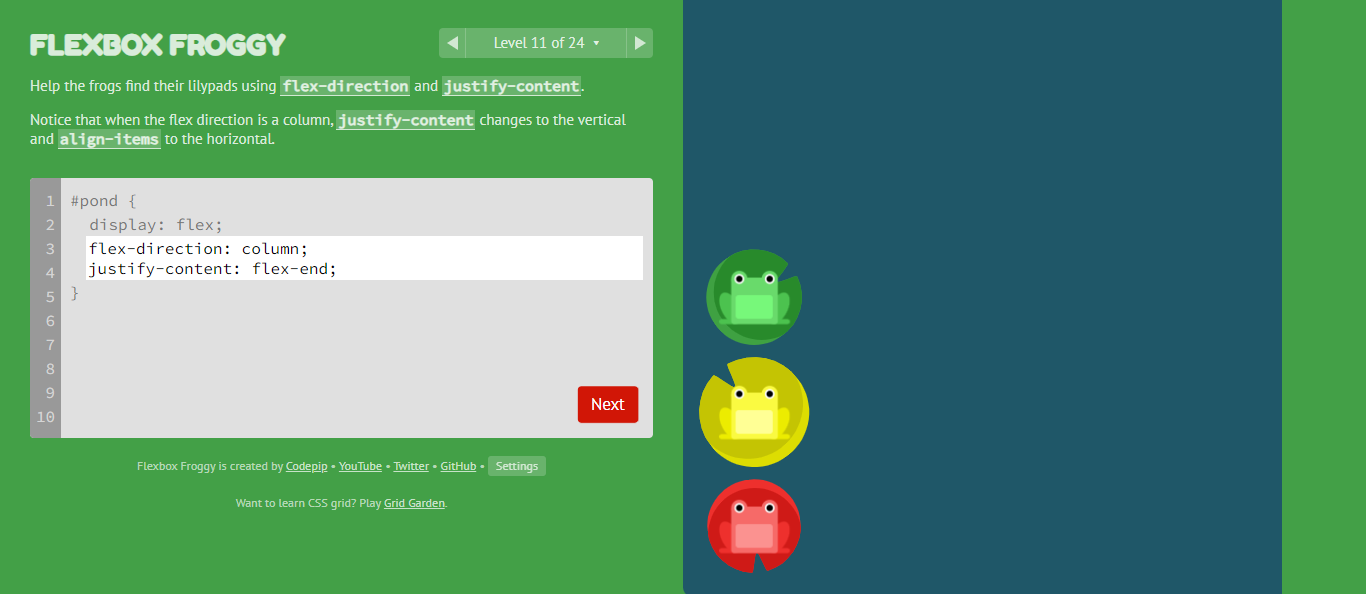 FLEXBOX FROGGY
◀ Level 11 of 24 ▾ ▶
Help the frogs find their lilypads using flex-direction and justify-content.
Notice that when the flex direction is a column, justify-content changes to the vertical
and align-items to the horizontal.
1 #pond {
2 display: flex;
3 flex-direction: column;
4 justify-content: flex-end;
5 }
6
7
8
9
10
Next
Flexbox Froggy is created by Codepip • YouTube • Twitter • GitHub • Settings
Want to learn CSS grid? Play Grid Garden.